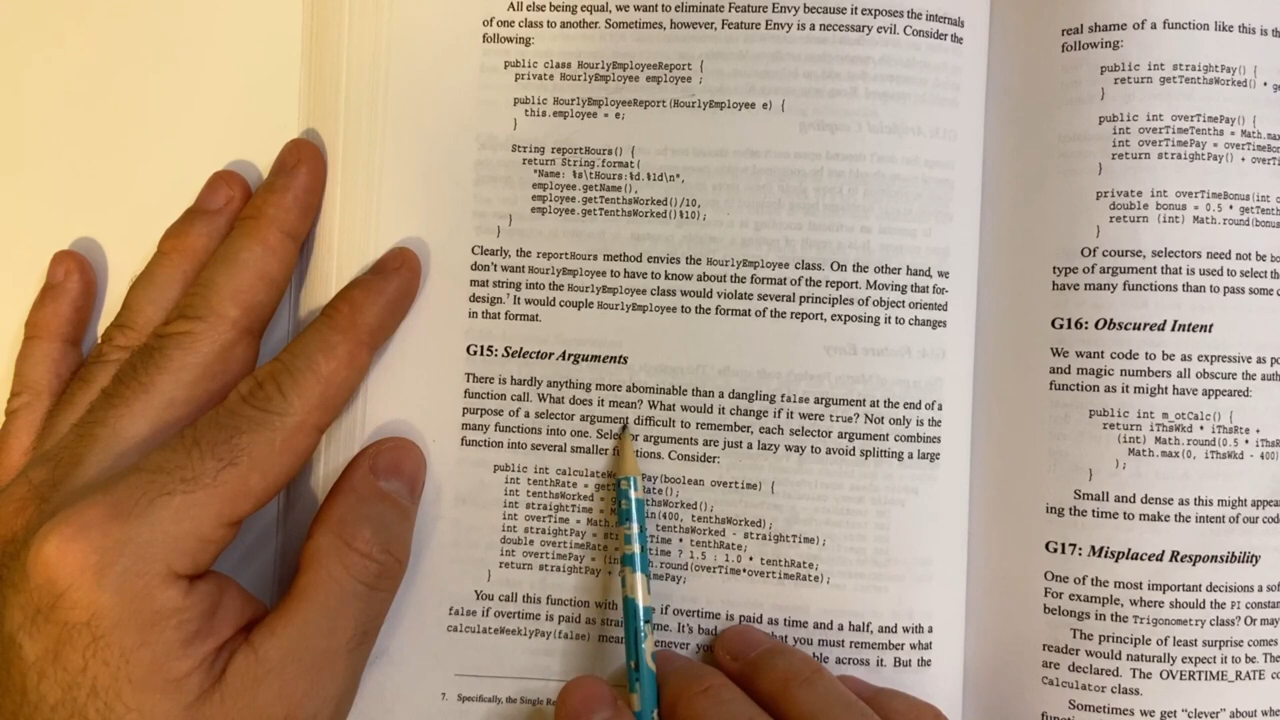 All else being equal, we want to eliminate Feature Envy because it exposes the internals
of one class to another. Sometimes, however, Feature Envy is a necessary evil. Consider the
following:
public class HourlyEmployeeReport {
private HourlyEmployee employee ;
public HourlyEmployeeReport(HourlyEmployee e) {
this.employee = e;
}
String reportHours() {
return String.format(
"Name: %s\tHours:%d.%1d\n",
employee.getName(),
employee.getTenthsWorked()/10,
employee.getTenthsWorked()%10);
}
}
Clearly, the reportHours method envies the HourlyEmployee class. On the other hand, we
don't want HourlyEmployee to have to know about the format of the report. Moving that for-
mat string into the HourlyEmployee class would violate several principles of object oriented
design.7 It would couple HourlyEmployee to the format of the report, exposing it to changes
in that format.
G15: Selector Arguments
There is hardly anything more abominable than a dangling false argument at the end of a
function call. What does it mean? What would it change if it were true? Not only is the
purpose of a selector argument difficult to remember, each selector argument combines
many functions into one. Selector arguments are just a lazy way to avoid splitting a large
function into several smaller functions. Consider:
public int calculateWe Pay(boolean overtime) {
int tenthRate = get ate();
int tenthsWorked = g thsWorked();
int straightTime = M in(400, tenthsWorked);
int overTime = Math. tenthsWorked - straightTime);
int straightPay = str Time * tenthRate;
double overtimeRate = time ? 1.5 : 1.0 * tenthRate;
int overtimePay = (in h.round(overTime*overtimeRate);
return straightPay + imePay;
}
You call this function with if overtime is paid as time and a half, and with a
false if overtime is paid as strai me. It's bad hat you must remember what
calculateWeeklyPay(false) mean enever you ble across it. But the
7. Specifically, the Single Re
real shame of a function like this is th
following:
public int straightPay() {
return getTenthsWorked() * ge
}
public int overTimePay() {
int overTimeTenths = Math.max
int overTimePay = overTimeBon
return straightPay() + overTi
}
private int overTimeBonus(int o
double bonus = 0.5 * getTenth
return (int) Math.round(bonus
Of course, selectors need not be bo
type of argument that is used to select the
have many functions than to pass some c
G16: Obscured Intent
We want code to be as expressive as po
and magic numbers all obscure the auth
function as it might have appeared:
public int m_otCalc() {
return iThsWkd * iThsRte +
(int) Math.round(0.5 * iThsR
Math.max(0, iThsWkd - 400)
);
}
Small and dense as this might appea
ing the time to make the intent of our cod
G17: Misplaced Responsibility
One of the most important decisions a sof
For example, where should the PI constan
belongs in the Trigonometry class? Or may
The principle of least surprise comes
reader would naturally expect it to be. The
are declared. The OVERTIME_RATE co
Calculator class.
Sometimes we get "clever" about whe